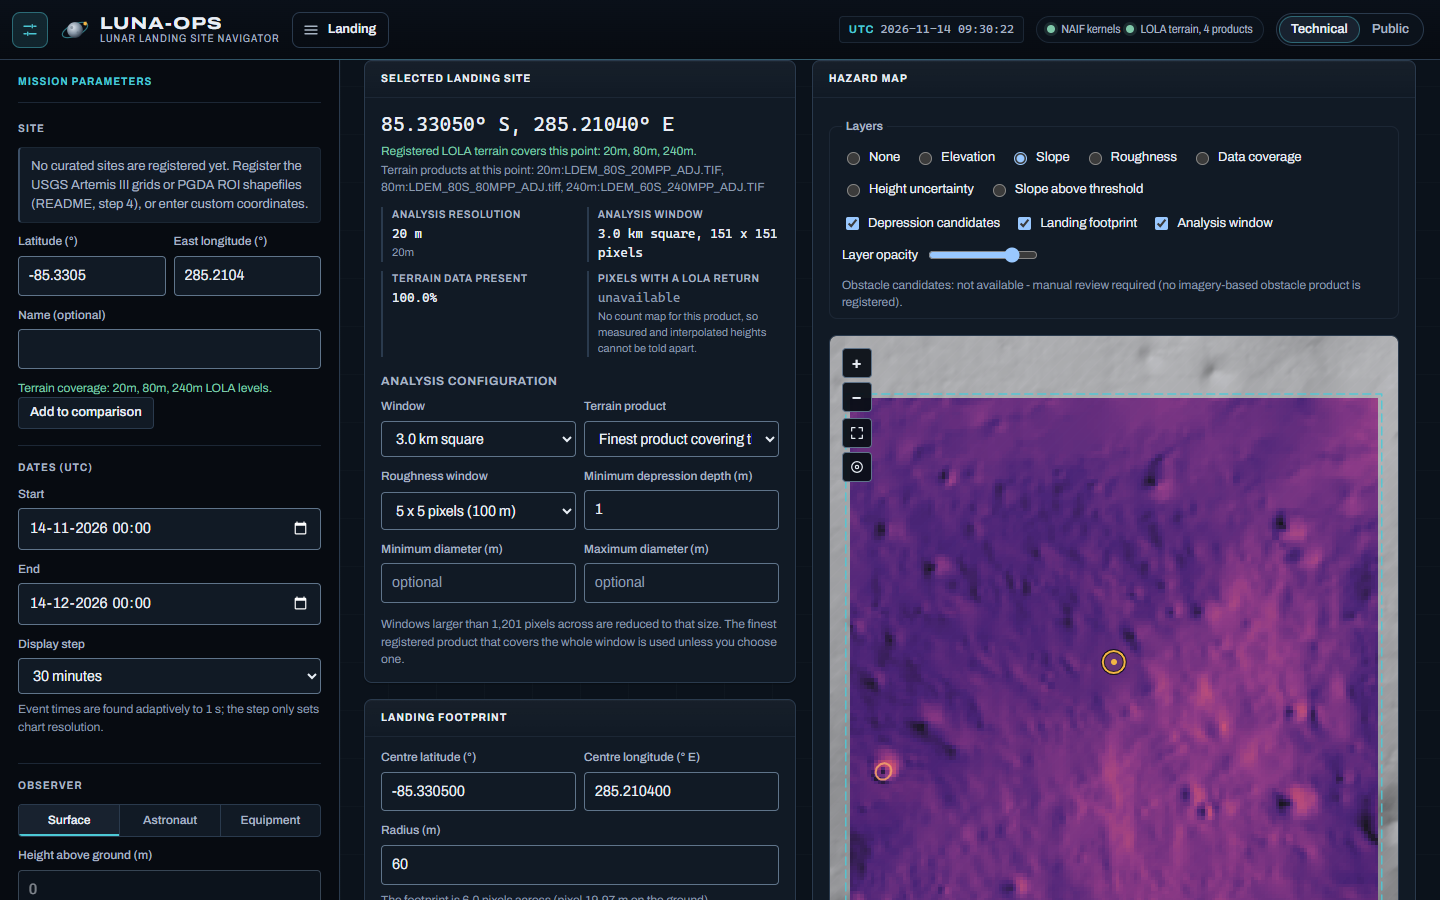 LUNA-OPS
LUNAR LANDING SITE NAVIGATOR
Landing
UTC 2026-11-14 09:30:22
NAIF kernels
LOLA terrain, 4 products
Technical
Public
MISSION PARAMETERS
SITE
No curated sites are registered yet. Register the
USGS Artemis III grids or PGDA ROI shapefiles
(README, step 4), or enter custom coordinates.
Latitude (°)
East longitude (°)
-85.3305
285.2104
Name (optional)
Terrain coverage: 20m, 80m, 240m LOLA levels.
Add to comparison
DATES (UTC)
Start
14-11-2026 00:00
End
14-12-2026 00:00
Display step
30 minutes
Event times are found adaptively to 1 s; the step only sets
chart resolution.
OBSERVER
Surface
Astronaut
Equipment
Height above ground (m)
0
SELECTED LANDING SITE
85.33050° S, 285.21040° E
Registered LOLA terrain covers this point: 20m, 80m, 240m.
Terrain products at this point: 20m:LDEM_80S_20MPP_ADJ.TIF,
80m:LDEM_80S_80MPP_ADJ.tiff, 240m:LDEM_60S_240MPP_ADJ.TIF
ANALYSIS RESOLUTION
20 m
20m
ANALYSIS WINDOW
3.0 km square, 151 x 151
pixels
TERRAIN DATA PRESENT
100.0%
PIXELS WITH A LOLA RETURN
unavailable
No count map for this product, so
measured and interpolated heights
cannot be told apart.
ANALYSIS CONFIGURATION
Window
Terrain product
3.0 km square
Finest product covering t
Roughness window
Minimum depression depth (m)
5 x 5 pixels (100 m)
1
Minimum diameter (m)
Maximum diameter (m)
optional
optional
Windows larger than 1,201 pixels across are reduced to that size. The finest
registered product that covers the whole window is used unless you choose
one.
LANDING FOOTPRINT
Centre latitude (°)
Centre longitude (° E)
-85.330500
285.210400
Radius (m)
60
The footprint is 6.0 pixels across (pixel 19.97 m on the ground)
HAZARD MAP
Layers
None
Elevation
Slope
Roughness
Data coverage
Height uncertainty
Slope above threshold
Depression candidates
Landing footprint
Analysis window
Layer opacity
Obstacle candidates: not available - manual review required (no imagery-based obstacle product is
registered).
+
−